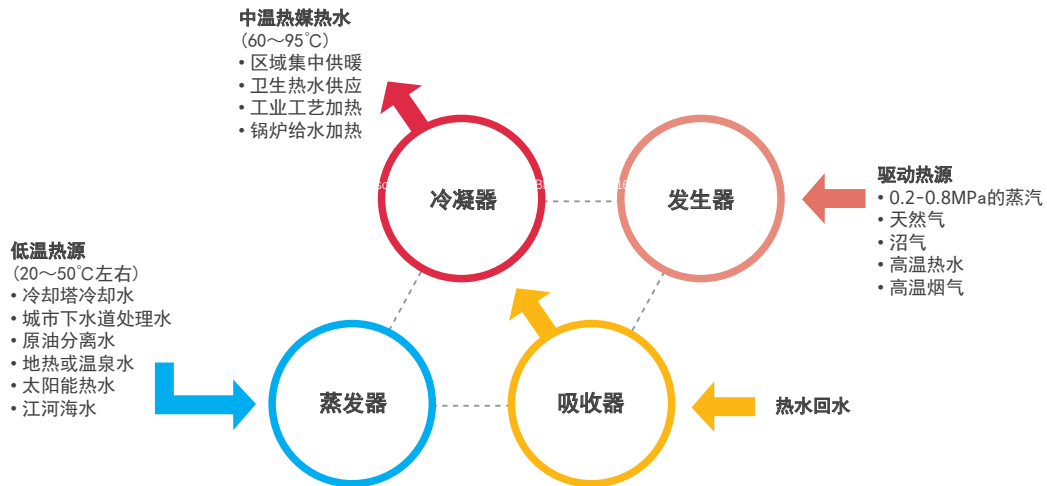 中温热媒热水
(60～95℃)
• 区域集中供暖
• 卫生热水供应
• 工业工艺加热
• 锅炉给水加热
冷凝器
发生器
驱动热源
• 0.2-0.8MPa的蒸汽
• 天然气
• 沼气
• 高温热水
• 高温烟气
低温热源
(20～50℃左右)
• 冷却塔冷却水
• 城市下水道处理水
• 原油分离水
• 地热或温泉水
• 太阳能热水
• 江河海水
蒸发器
吸收器
热水回水